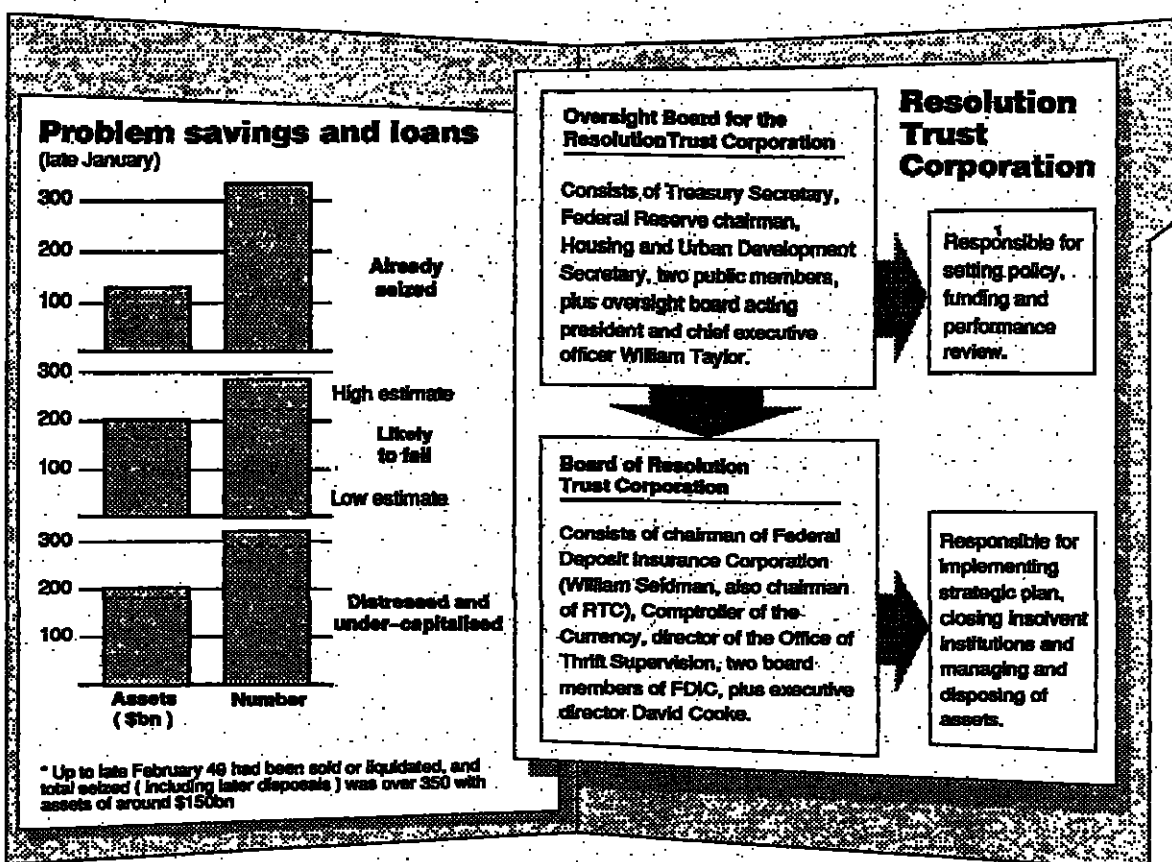 Problem savings and loans
(late January)
300
200
100
Already
seized
300
200
100
High estimate
Likely
to fail
Low estimate
300
200
100
Distressed and
under-capitalised
Assets
($bn)
Number
* Up to late February 49 had been sold or liquidated, and
total seized ( including later disposals ) was over 350 with
assets of around $150bn
Resolution
Trust
Corporation
Oversight Board for the
Resolution Trust Corporation
Consists of Treasury Secretary,
Federal Reserve chairman,
Housing and Urban Development
Secretary, two public members,
plus oversight board acting
president and chief executive
officer William Taylor.
Responsible for
setting policy,
funding and
performance
review.
Board of Resolution
Trust Corporation
Consists of chairman of Federal
Deposit Insurance Corporation
(William Seidman, also chairman
of RTC), Comptroller of the
Currency, director of the Office of
Thrift Supervision, two board
members of FDIC, plus executive
director David Cooke.
Responsible for
implementing
strategic plan,
closing insolvent
institutions and
managing and
disposing of
assets.